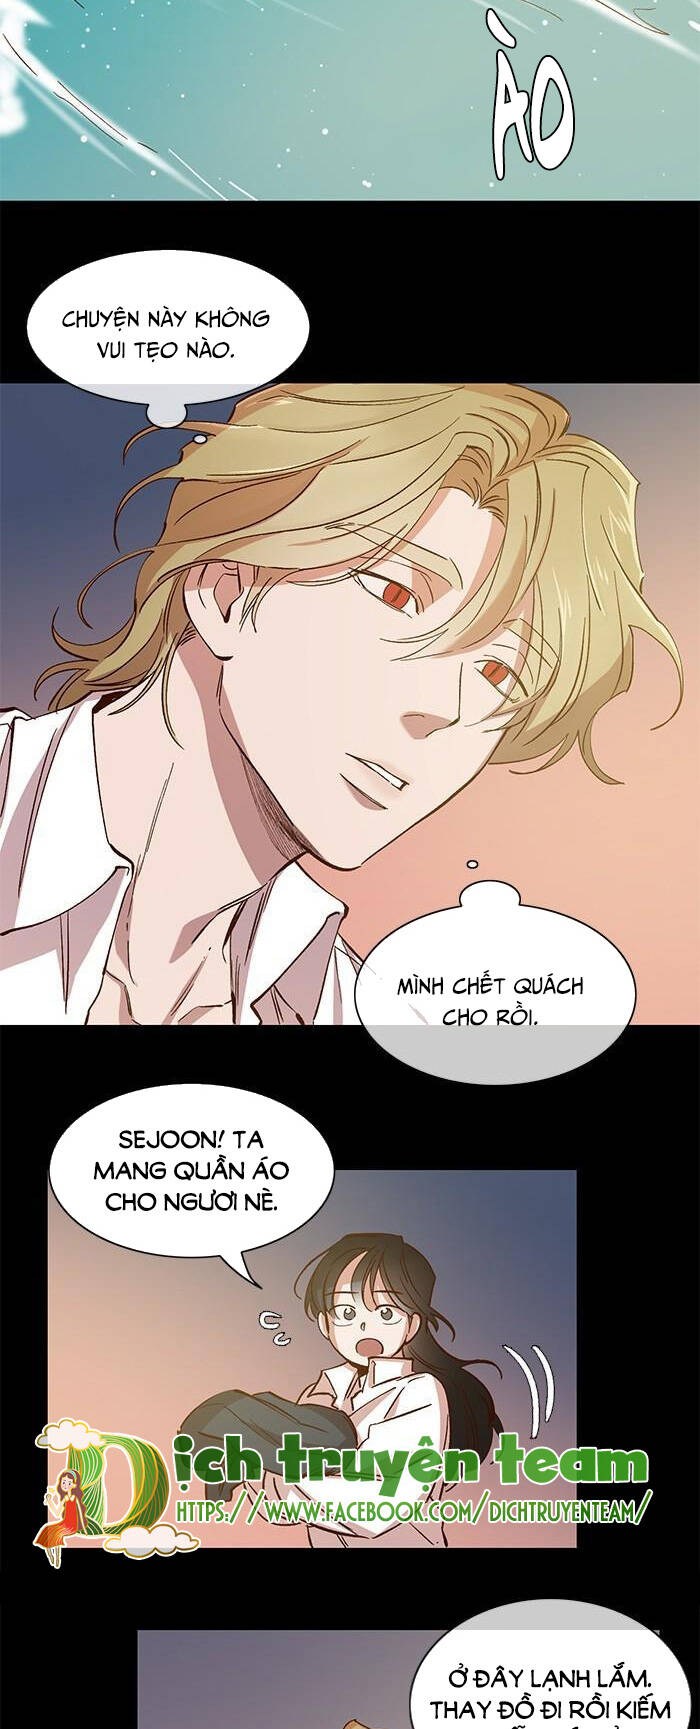 ÀO
CHUYỆN NÀY KHÔNG
VUI TẸO NÀO.
MÌNH CHẾT QUÁCH
CHO RỒI.
SEJOON! TA
MANG QUẦN ÁO
CHO NGƯƠI NÈ.
Dịch truyện team
HTTPS://WWW.FACEBOOK.COM/DICHTRUYENTEAM/
Ở ĐÂY LẠNH LẮM.
THAY ĐỒ ĐI RỒI KIẾM